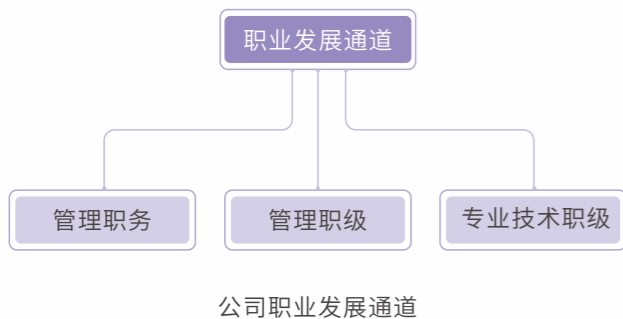 职业发展通道
管理职务
管理职级
专业技术职级
公司职业发展通道